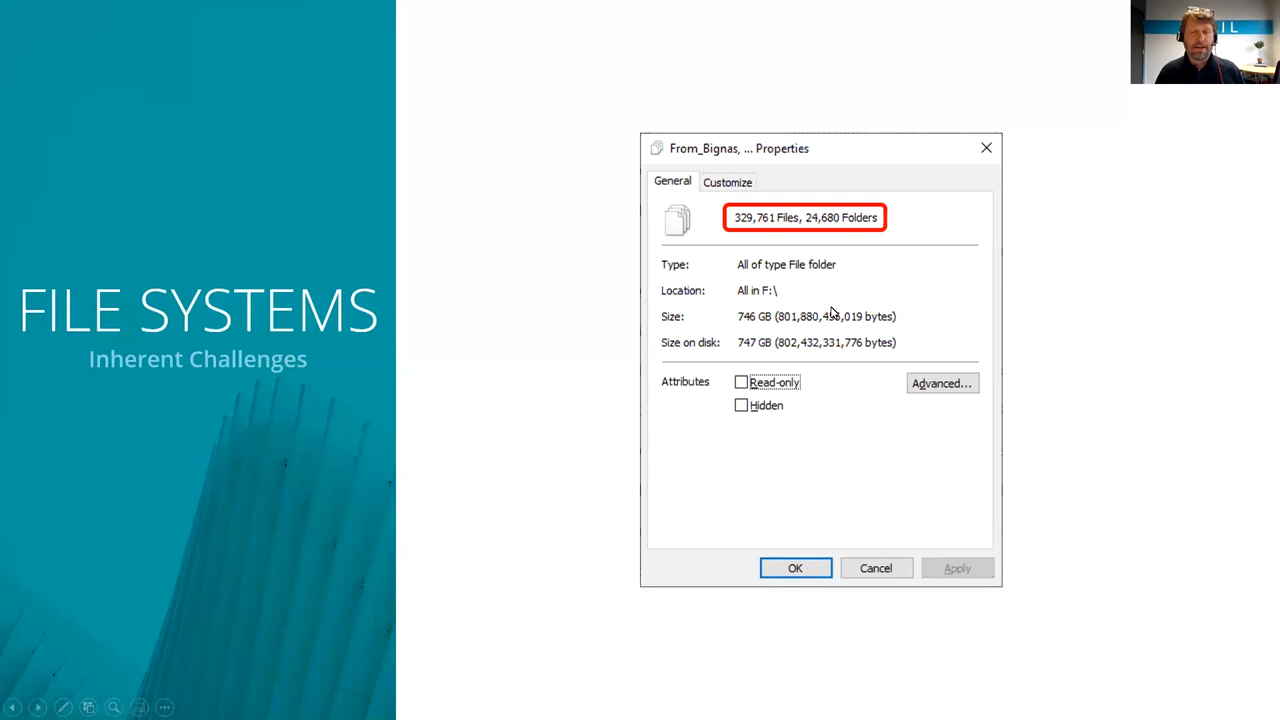 FILE SYSTEMS
Inherent Challenges
I L
From_Bignas, ... Properties
General
Customize
329,761 Files, 24,680 Folders
Type: All of type File folder
Location: All in F:\
Size: 746 GB (801,880,498,019 bytes)
Size on disk: 747 GB (802,432,331,776 bytes)
Attributes
Read-only
Advanced...
Hidden
OK
Cancel
Apply